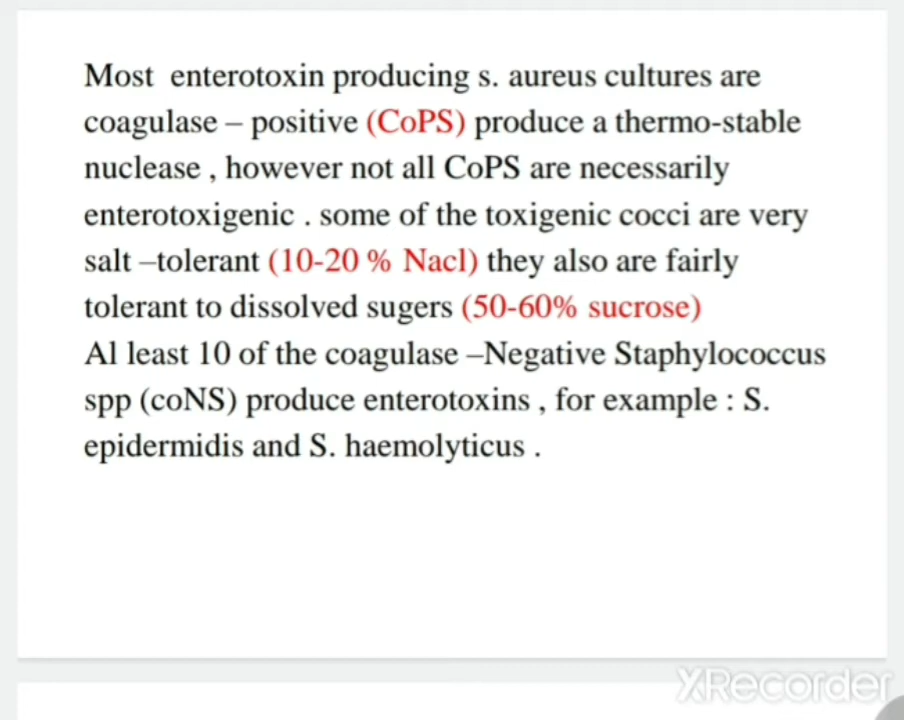 Most enterotoxin producing s. aureus cultures are
coagulase – positive (CoPS) produce a thermo-stable
nuclease , however not all CoPS are necessarily
enterotoxigenic . some of the toxigenic cocci are very
salt –tolerant (10-20 % Nacl) they also are fairly
tolerant to dissolved sugers (50-60% sucrose)
Al least 10 of the coagulase –Negative Staphylococcus
spp (coNS) produce enterotoxins , for example : S.
epidermidis and S. haemolyticus .
XRecorder